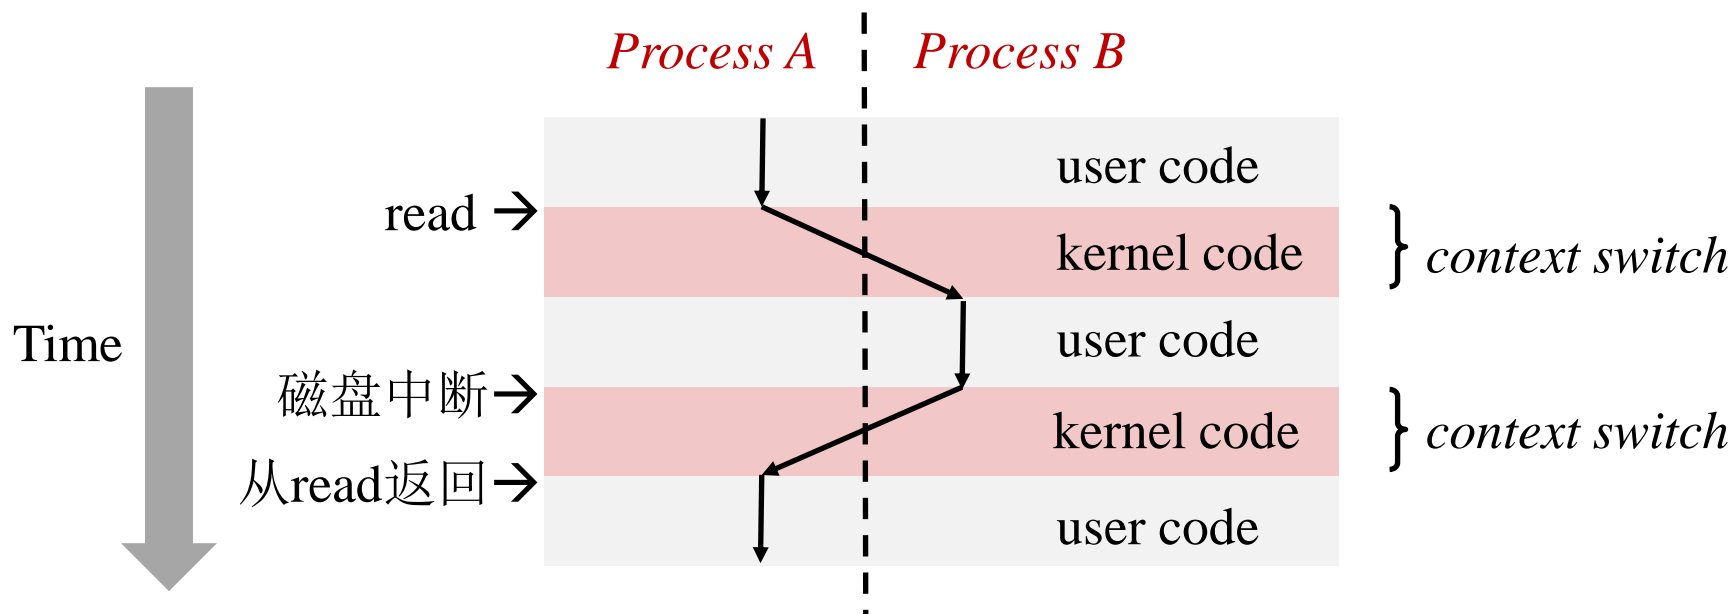 Process A
Process B
user code
read
kernel code
context switch
Time
user code
磁盘中断
kernel code
context switch
从read返回
user code